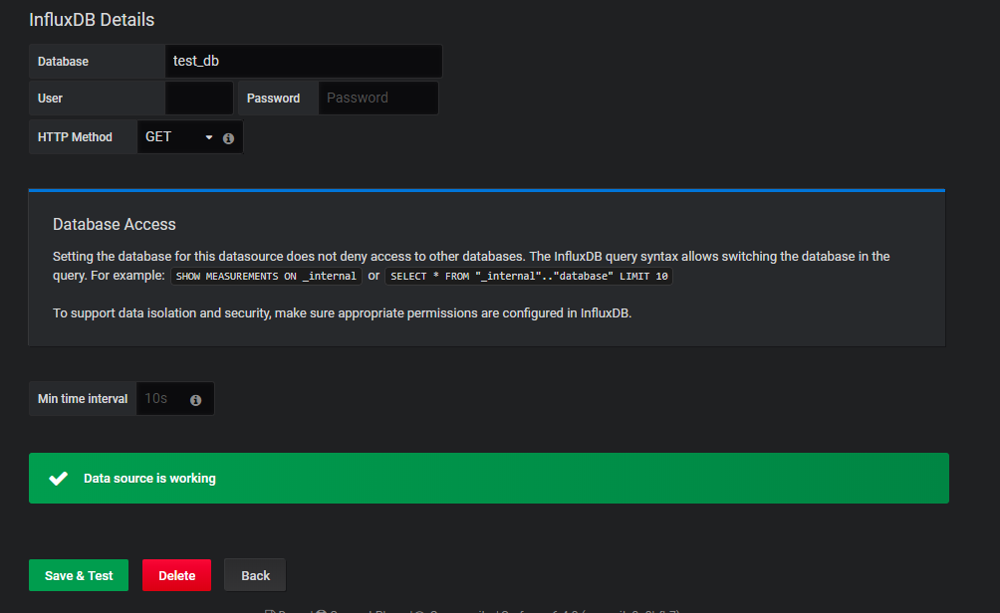 InfluxDB Details
Database test_db
User Password Password
HTTP Method GET
Database Access
Setting the database for this datasource does not deny access to other databases. The InfluxDB query syntax allows switching the database in the
query. For example: SHOW MEASUREMENTS ON _internal or SELECT * FROM "_internal".."database" LIMIT 10
To support data isolation and security, make sure appropriate permissions are configured in InfluxDB.
Min time interval 10s
Data source is working
Save & Test Delete Back